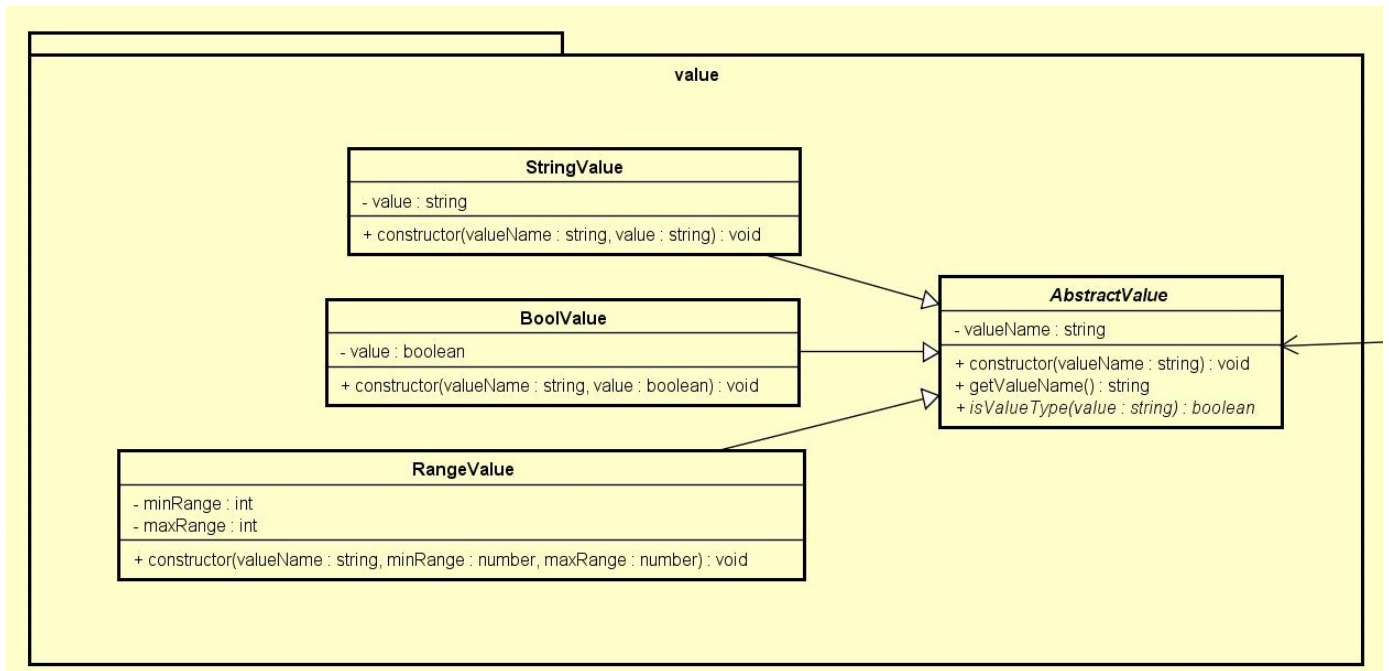 value
StringValue
- value : string
+ constructor(valueName : string, value : string) : void
BoolValue
- value : boolean
+ constructor(valueName : string, value : boolean) : void
RangeValue
- minRange : int
- maxRange : int
+ constructor(valueName : string, minRange : number, maxRange : number) : void
AbstractValue
- valueName : string
+ constructor(valueName : string) : void
+ getValueName() : string
+ isValueType(value : string) : boolean